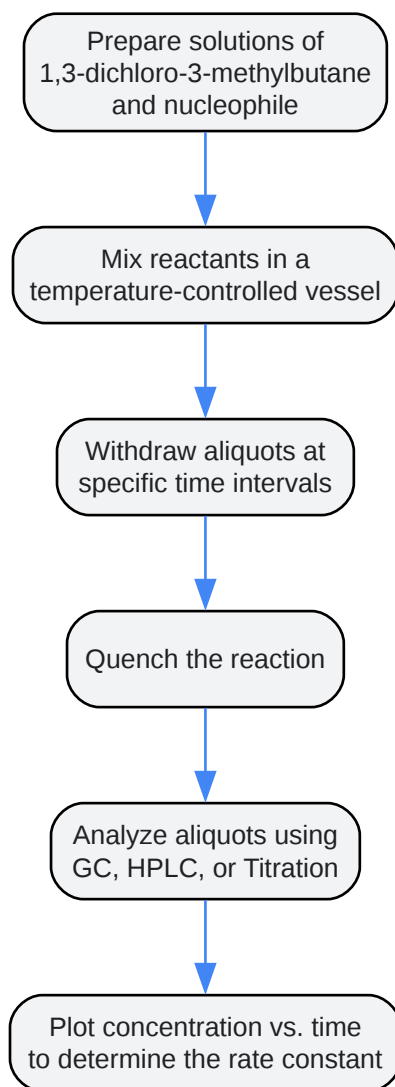 Prepare solutions of
1,3-dichloro-3-methylbutane
and nucleophile
Mix reactants in a
temperature-controlled vessel
Withdraw aliquots at
specific time intervals
Quench the reaction
Analyze aliquots using
GC, HPLC, or Titration
Plot concentration vs. time
to determine the rate constant